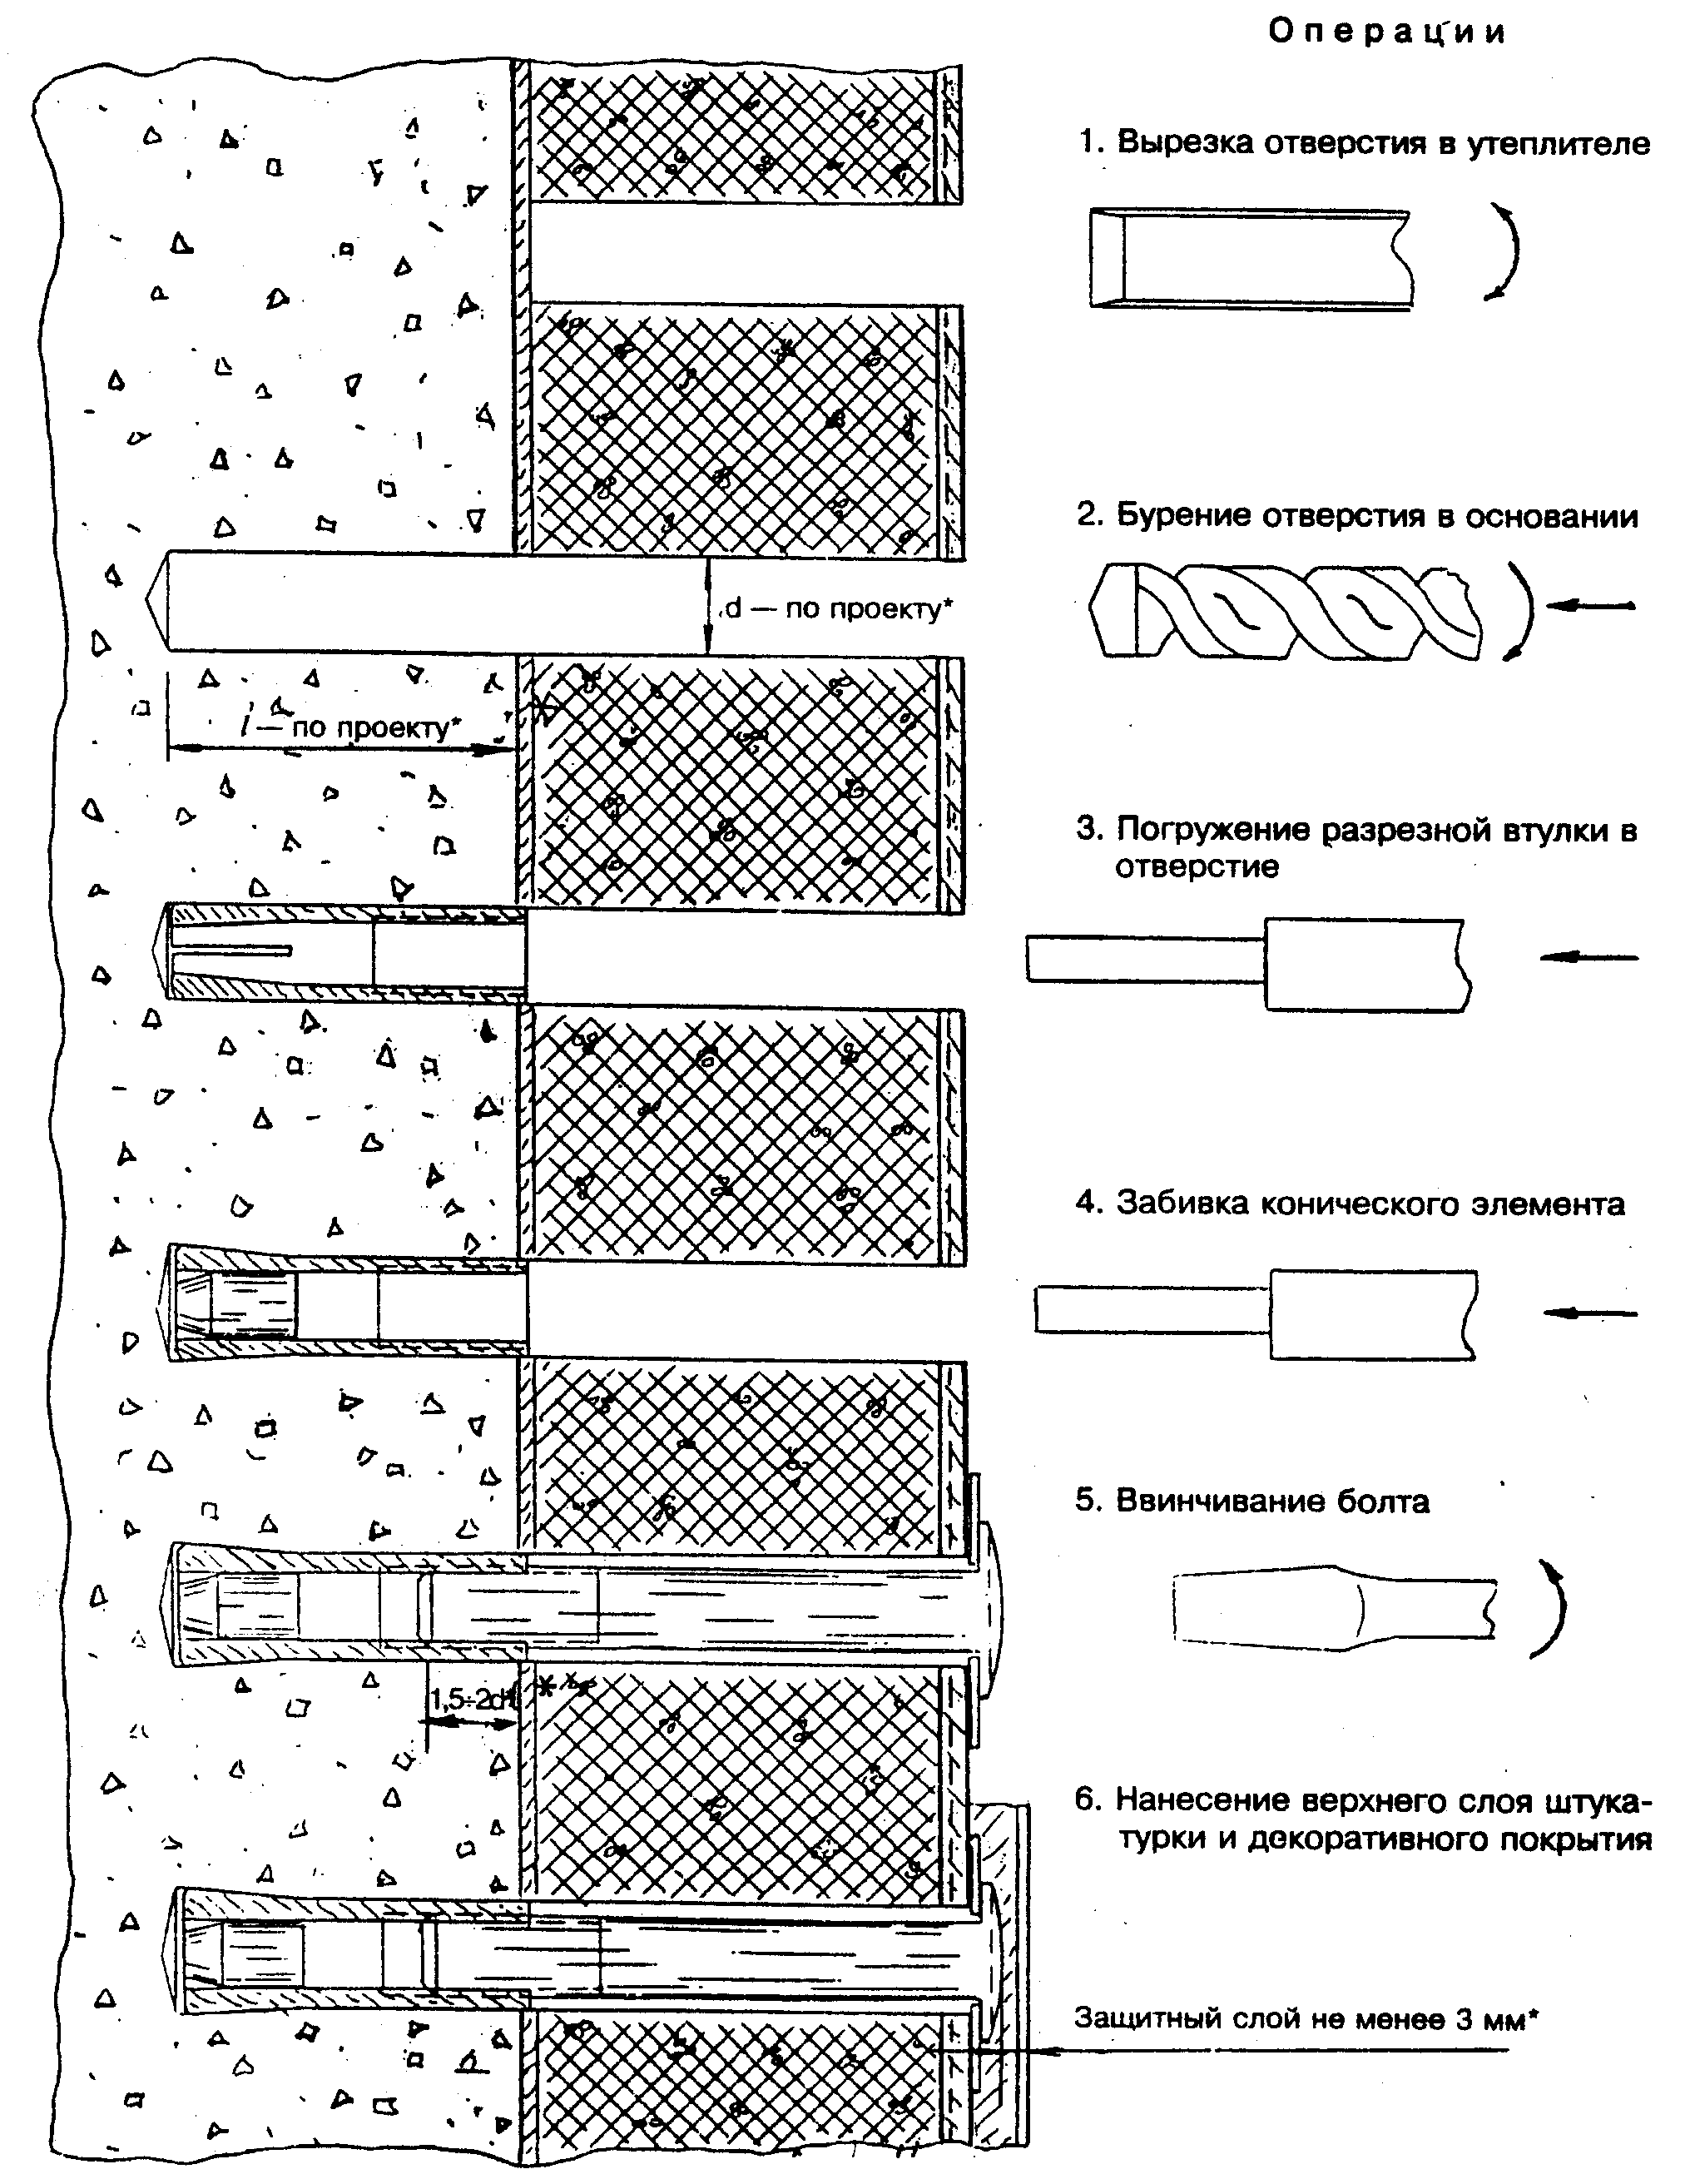 Операции
1. Вырезка отверстия в утеплителе
2. Бурение отверстия в основании
d — по проекту*
l — по проекту*
3. Погружение разрезной втулки в
отверстие
4. Забивка конического элемента
5. Ввинчивание болта
1,5÷2d
6. Нанесение верхнего слоя штука-
турки и декоративного покрытия
Защитный слой не менее 3 мм*